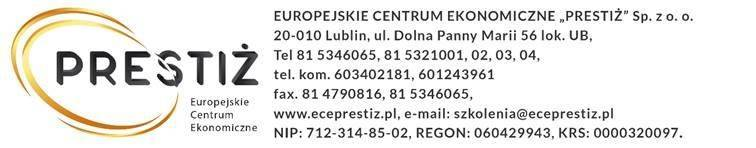 PRESTIŻ
Europejskie
Centrum
Ekonomiczne
EUROPEJSKIE CENTRUM EKONOMICZNE „PRESTIŻ” Sp. z o. o.
20-010 Lublin, ul. Dolna Panny Marii 56 lok. UB,
Tel 81 5346065, 81 5321001, 02, 03, 04,
tel. kom. 603402181, 601243961
fax. 81 4790816, 81 5346065,
www.eceprestiz.pl, e-mail: szkolenia@eceprestiz.pl
NIP: 712-314-85-02, REGON: 060429943, KRS: 0000320097.